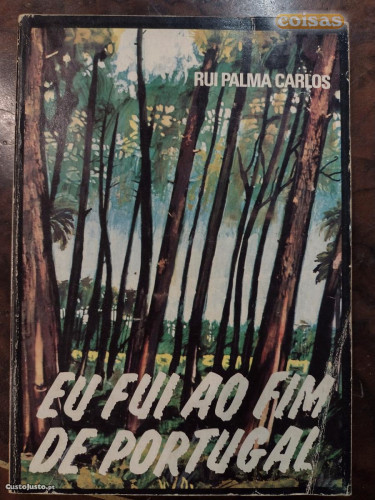 coisas
RUI PALMA CARLOS
EU FUI AO FIM
DE PORTUGAL
CustoJusto.pt